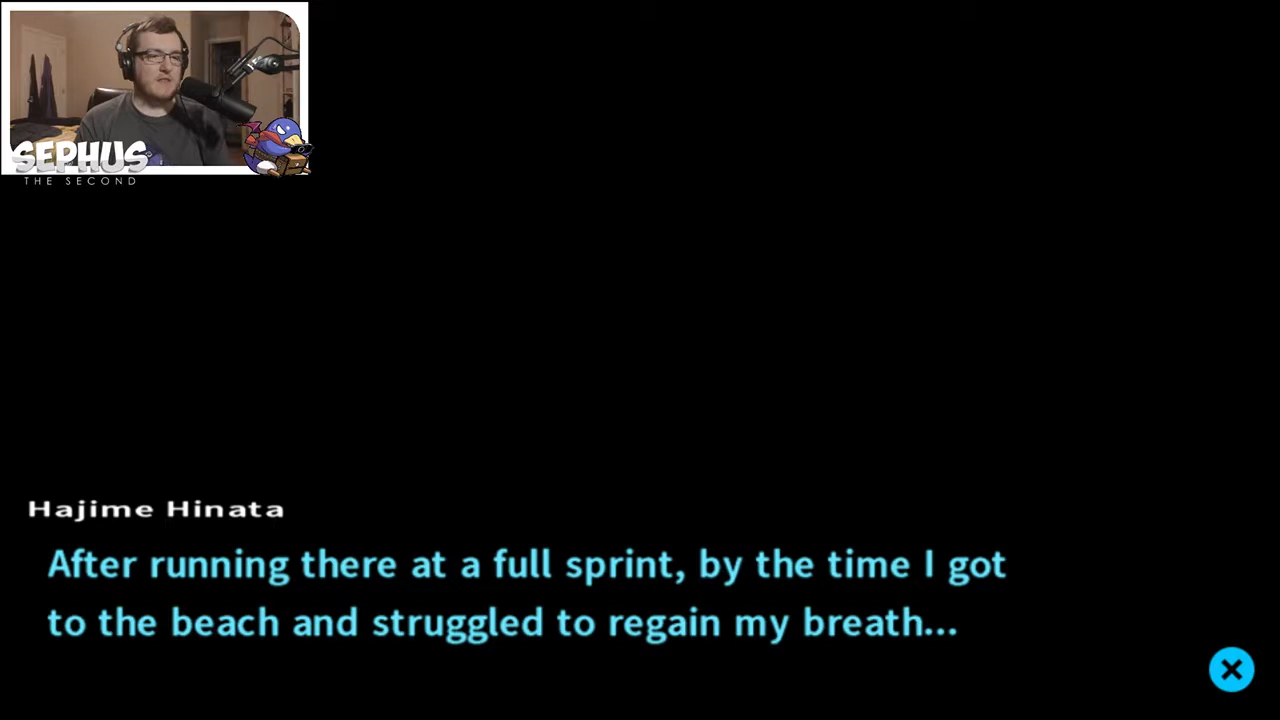 SEPHUS
THE SECOND
Hajime Hinata
After running there at a full sprint, by the time I got
to the beach and struggled to regain my breath...